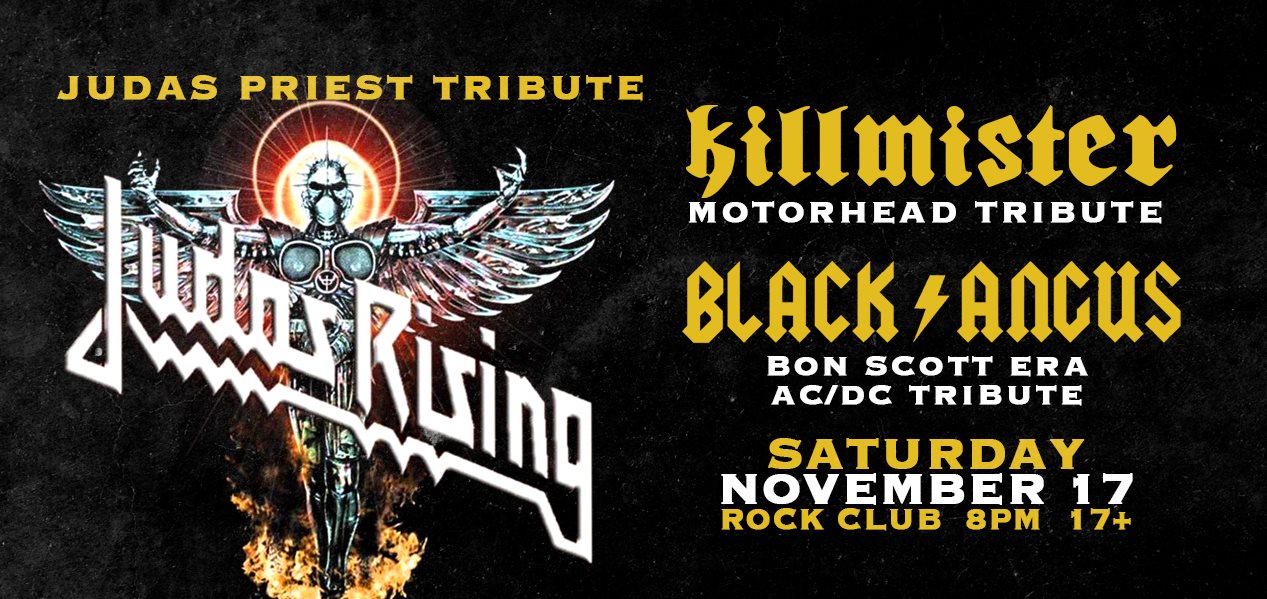 JUDAS PRIEST TRIBUTE
Judas Rising
killmister
MOTORHEAD TRIBUTE
BLACK⚡ANGUS
BON SCOTT ERA
AC/DC TRIBUTE
SATURDAY
NOVEMBER 17
ROCK CLUB 8PM 17+